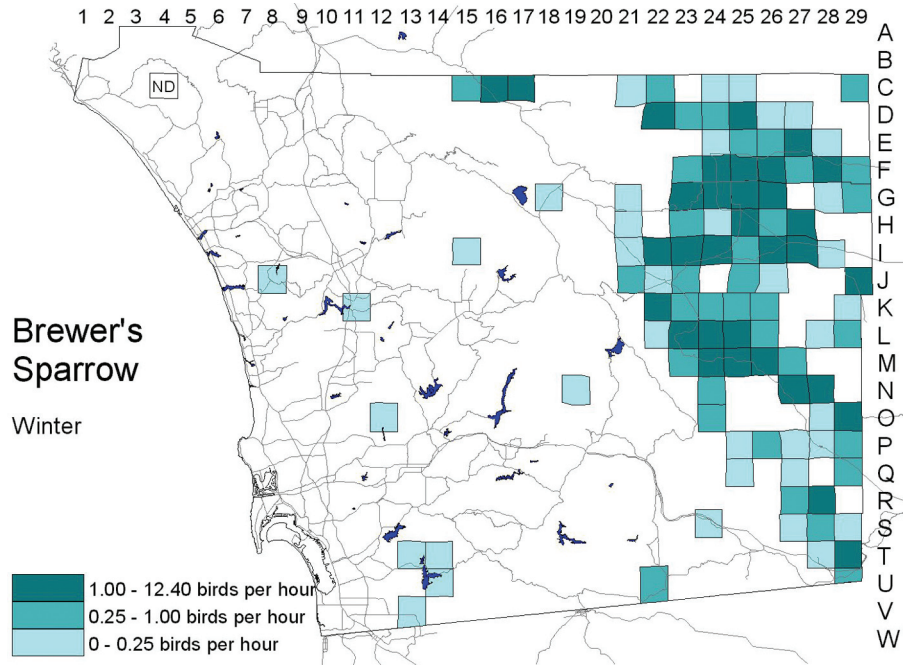 1 2 3 4 5 6 7 8 9 10 11 12 13 14 15 16 17 18 19 20 21 22 23 24 25 26 27 28 29
A
B
C
ND
D
E
F
G
H
I
J
K
Brewer's
L
Sparrow
M
N
Winter
O
P
Q
R
S
T
1.00 - 12.40 birds per hour
U
0.25 - 1.00 birds per hour
V
0 - 0.25 birds per hour
W